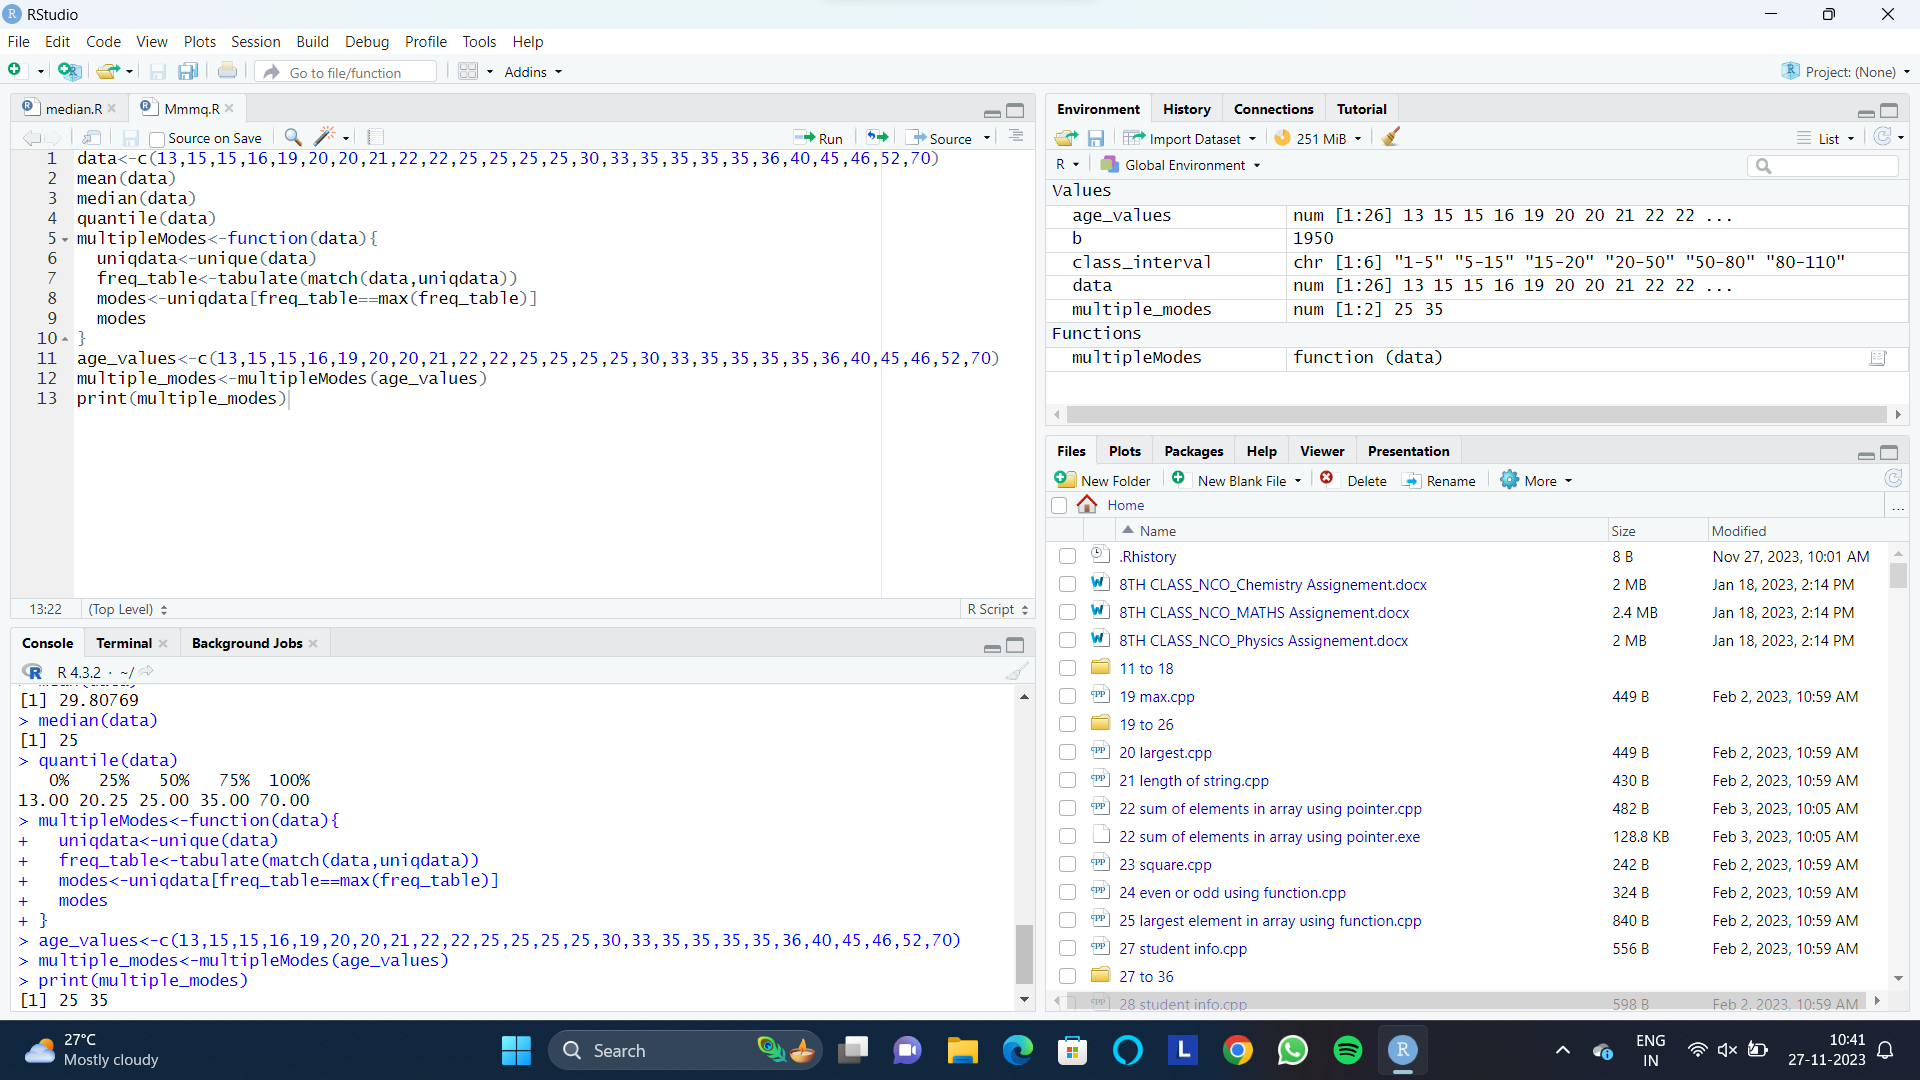 RStudio
File Edit Code View Plots Session Build Debug Profile Tools Help
Go to file/function Addins Project: (None)
median.R Mmmq.R
Source on Save Run Source
1 data<-c(13,15,15,16,19,20,20,21,22,22,25,25,25,25,30,33,35,35,35,35,36,40,45,46,52,70)
2 mean(data)
3 median(data)
4 quantile(data)
5 multipleModes<-function(data){
6 uniqdata<-unique(data)
7 freq_table<-tabulate(match(data,uniqdata))
8 modes<-uniqdata[freq_table==max(freq_table)]
9 modes
10 }
11 age_values<-c(13,15,15,16,19,20,20,21,22,22,25,25,25,25,30,33,35,35,35,35,36,40,45,46,52,70)
12 multiple_modes<-multipleModes(age_values)
13 print(multiple_modes)
13:22 (Top Level) R Script
Console Terminal Background Jobs
R 4.3.2 · ~/
[1] 29.80769
> median(data)
[1] 25
> quantile(data)
0% 25% 50% 75% 100%
13.00 20.25 25.00 35.00 70.00
> multipleModes<-function(data){
+ uniqdata<-unique(data)
+ freq_table<-tabulate(match(data,uniqdata))
+ modes<-uniqdata[freq_table==max(freq_table)]
+ modes
+ }
> age_values<-c(13,15,15,16,19,20,20,21,22,22,25,25,25,25,30,33,35,35,35,35,36,40,45,46,52,70)
> multiple_modes<-multipleModes(age_values)
> print(multiple_modes)
[1] 25 35
Environment History Connections Tutorial
Import Dataset 251 MiB List
R Global Environment
Values
age_values num [1:26] 13 15 15 16 19 20 20 21 22 22 ...
b 1950
class_interval chr [1:6] "1-5" "5-15" "15-20" "20-50" "50-80" "80-110"
data num [1:26] 13 15 15 16 19 20 20 21 22 22 ...
multiple_modes num [1:2] 25 35
Functions
multipleModes function (data)
Files Plots Packages Help Viewer Presentation
New Folder New Blank File Delete Rename More
Home ...
Name Size Modified
.Rhistory 8 B Nov 27, 2023, 10:01 AM
8TH CLASS_NCO_Chemistry Assignement.docx 2 MB Jan 18, 2023, 2:14 PM
8TH CLASS_NCO_MATHS Assignement.docx 2.4 MB Jan 18, 2023, 2:14 PM
8TH CLASS_NCO_Physics Assignement.docx 2 MB Jan 18, 2023, 2:14 PM
11 to 18
19 max.cpp 449 B Feb 2, 2023, 10:59 AM
19 to 26
20 largest.cpp 449 B Feb 2, 2023, 10:59 AM
21 length of string.cpp 430 B Feb 2, 2023, 10:59 AM
22 sum of elements in array using pointer.cpp 482 B Feb 3, 2023, 10:05 AM
22 sum of elements in array using pointer.exe 128.8 KB Feb 3, 2023, 10:05 AM
23 square.cpp 242 B Feb 2, 2023, 10:59 AM
24 even or odd using function.cpp 324 B Feb 2, 2023, 10:59 AM
25 largest element in array using function.cpp 840 B Feb 2, 2023, 10:59 AM
27 student info.cpp 556 B Feb 2, 2023, 10:59 AM
27 to 36
28 student info.cpp 598 B Feb 2, 2023, 10:59 AM
27°C
Mostly cloudy
Search
ENG
IN
10:41
27-11-2023